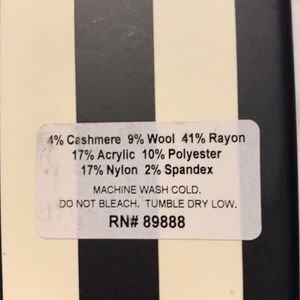 4% Cashmere 9% Wool 41% Rayon
17% Acrylic 10% Polyester
17% Nylon 2% Spandex
MACHINE WASH COLD.
DO NOT BLEACH. TUMBLE DRY LOW.
RN# 89888